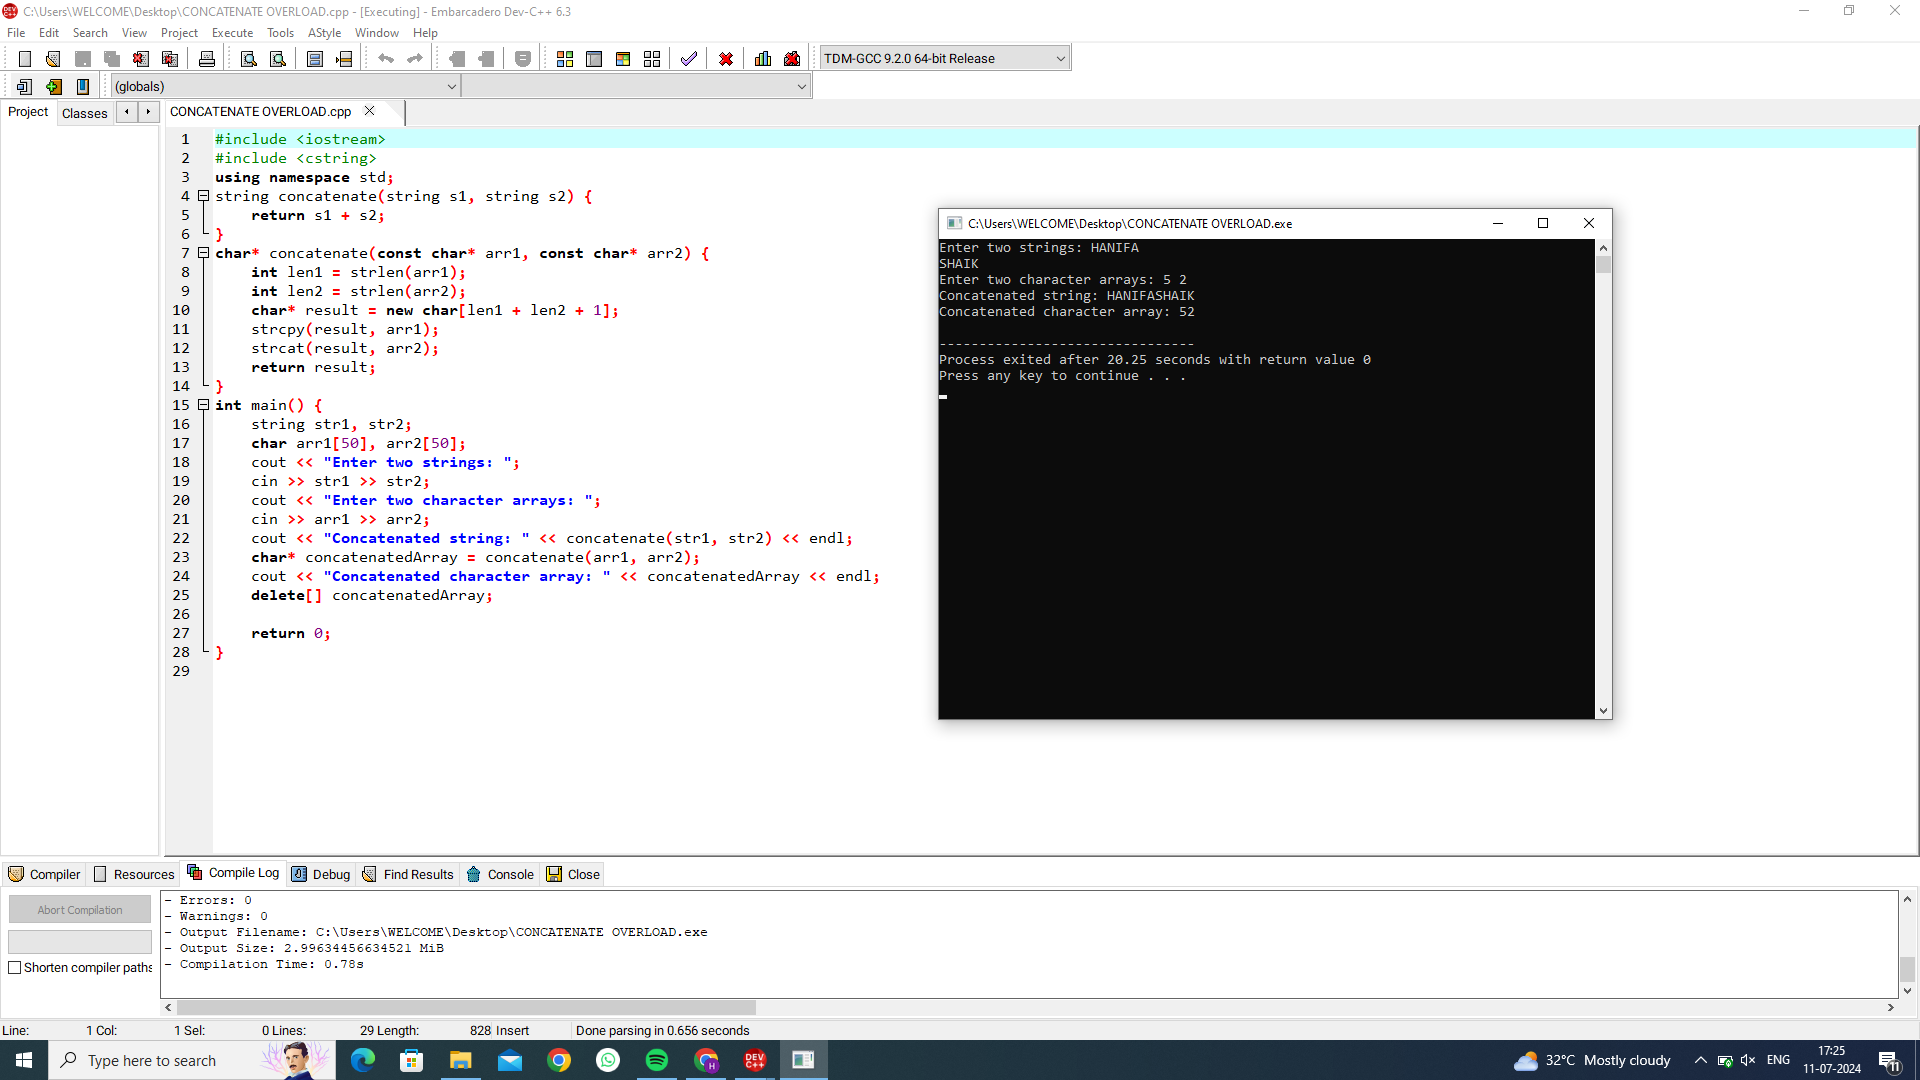 C:\Users\WELCOME\Desktop\CONCATENATE OVERLOAD.cpp - [Executing] - Embarcadero Dev-C++ 6.3
File Edit Search View Project Execute Tools AStyle Window Help
TDM-GCC 9.2.0 64-bit Release
(globals)
Project Classes CONCATENATE OVERLOAD.cpp
1 #include <iostream>
2 #include <cstring>
3 using namespace std;
4 string concatenate(string s1, string s2) {
5 return s1 + s2;
6 }
7 char* concatenate(const char* arr1, const char* arr2) {
8 int len1 = strlen(arr1);
9 int len2 = strlen(arr2);
10 char* result = new char[len1 + len2 + 1];
11 strcpy(result, arr1);
12 strcat(result, arr2);
13 return result;
14 }
15 int main() {
16 string str1, str2;
17 char arr1[50], arr2[50];
18 cout << "Enter two strings: ";
19 cin >> str1 >> str2;
20 cout << "Enter two character arrays: ";
21 cin >> arr1 >> arr2;
22 cout << "Concatenated string: " << concatenate(str1, str2) << endl;
23 char* concatenatedArray = concatenate(arr1, arr2);
24 cout << "Concatenated character array: " << concatenatedArray << endl;
25 delete[] concatenatedArray;
26
27 return 0;
28 }
29
C:\Users\WELCOME\Desktop\CONCATENATE OVERLOAD.exe
Enter two strings: HANIFA
SHAIK
Enter two character arrays: 5 2
Concatenated string: HANIFASHAIK
Concatenated character array: 52
--------------------------------
Process exited after 20.25 seconds with return value 0
Press any key to continue . . .
Compiler Resources Compile Log Debug Find Results Console Close
Abort Compilation
Shorten compiler paths
- Errors: 0
- Warnings: 0
- Output Filename: C:\Users\WELCOME\Desktop\CONCATENATE OVERLOAD.exe
- Output Size: 2.99634456634521 MiB
- Compilation Time: 0.78s
Line: 1 Col: 1 Sel: 0 Lines: 29 Length: 828 Insert Done parsing in 0.656 seconds
Type here to search
DEV C++
H
32°C Mostly cloudy
ENG
17:25
11-07-2024
11